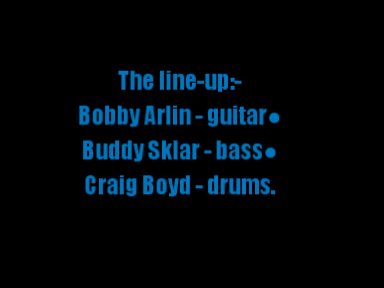 The line-up:-
Bobby Arlin - guitar●
Buddy Sklar - bass●
Craig Boyd - drums.